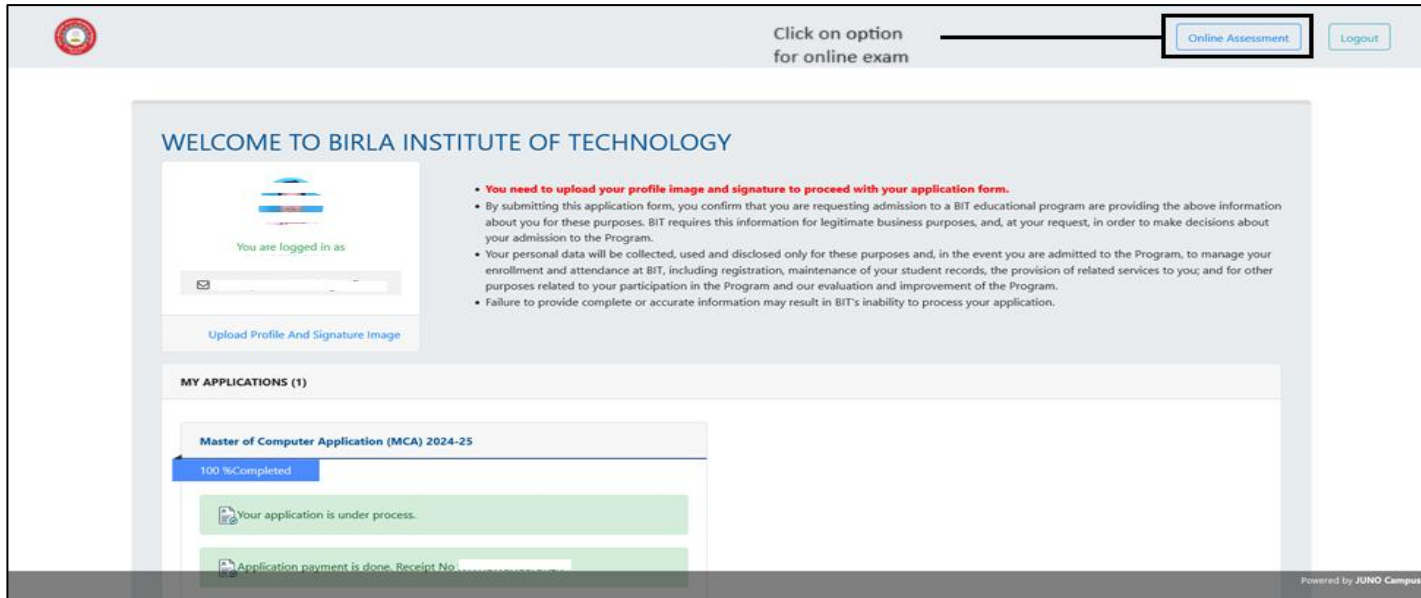 Click on option
for online exam
Online Assessment
Logout
WELCOME TO BIRLA INSTITUTE OF TECHNOLOGY
You are logged in as
Upload Profile And Signature Image
• You need to upload your profile image and signature to proceed with your application form.
• By submitting this application form, you confirm that you are requesting admission to a BIT educational program are providing the above information
about you for these purposes. BIT requires this information for legitimate business purposes, and, at your request, in order to make decisions about
your admission to the Program.
• Your personal data will be collected, used and disclosed only for these purposes and, in the event you are admitted to the Program, to manage your
enrollment and attendance at BIT, including registration, maintenance of your student records, the provision of related services to you; and for other
purposes related to your participation in the Program and our evaluation and improvement of the Program.
• Failure to provide complete or accurate information may result in BIT's inability to process your application.
MY APPLICATIONS (1)
Master of Computer Application (MCA) 2024-25
100 %Completed
Your application is under process.
Application payment is done. Receipt No
Powered by JUNO Campus